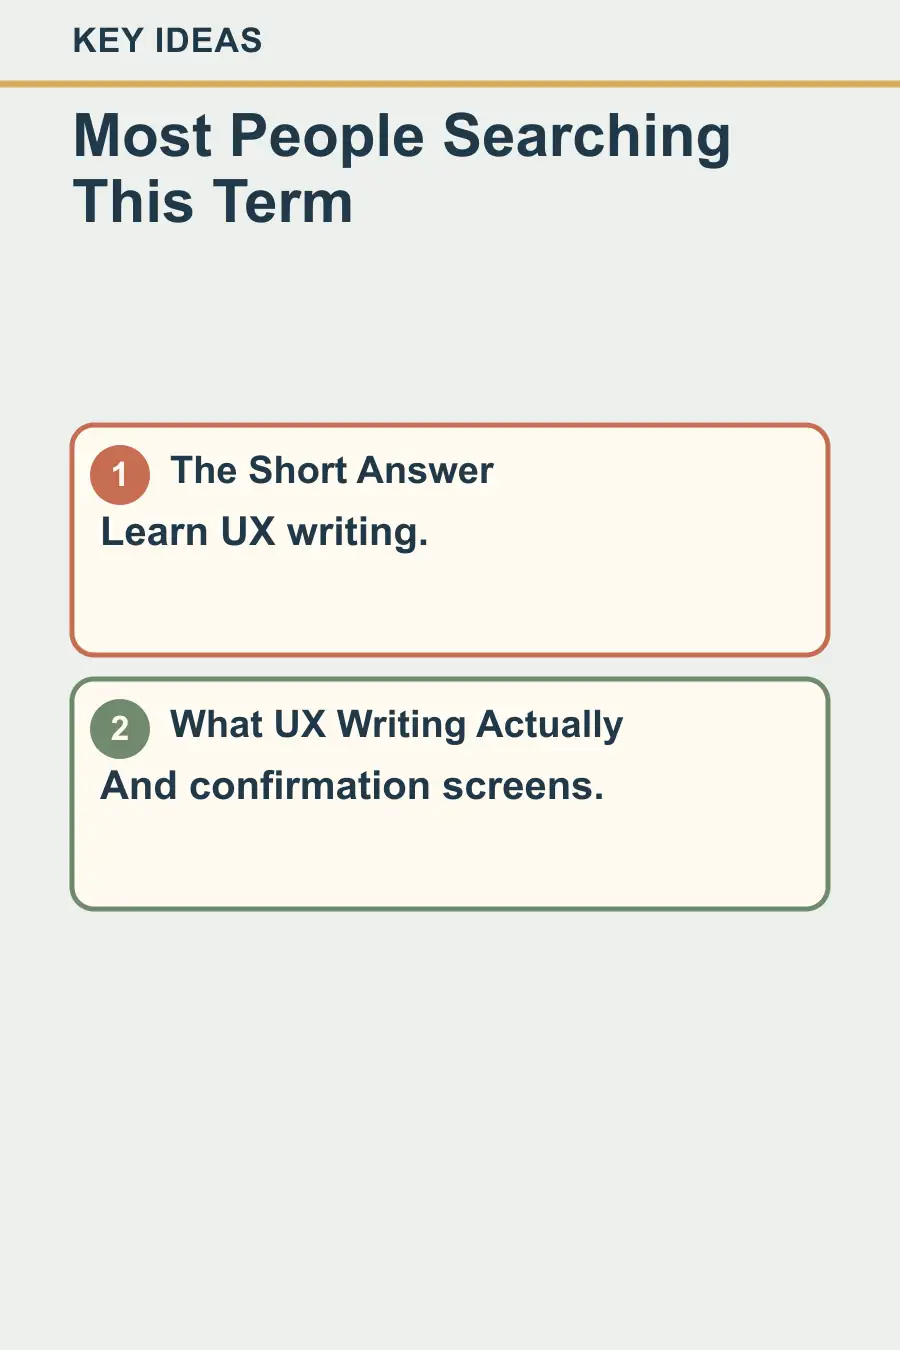 KEY IDEAS
Most People Searching
This Term
1 The Short Answer
Learn UX writing.
2 What UX Writing Actually
And confirmation screens.